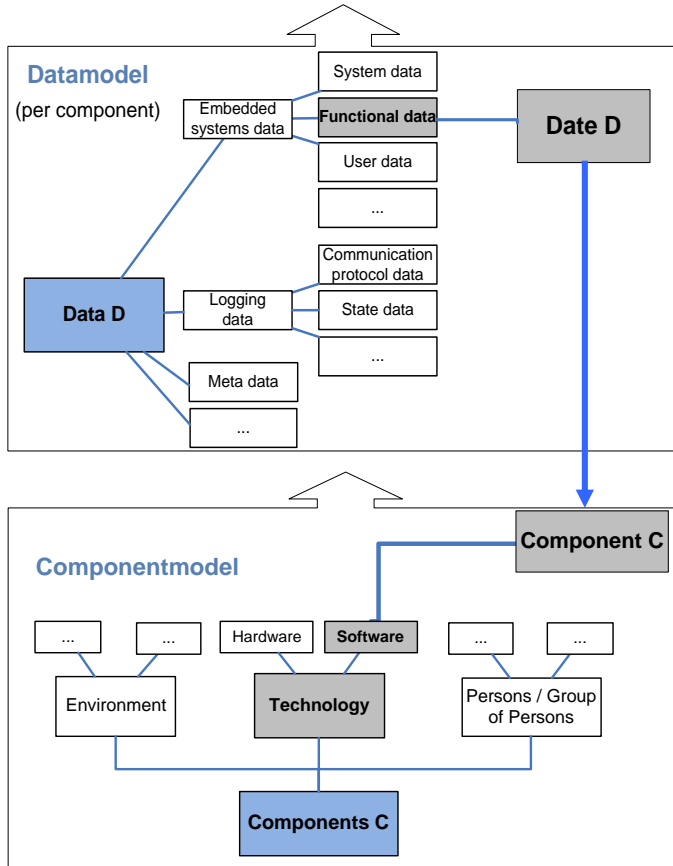 Datamodel
(per component)
System data
Embedded
systems data
Functional data
Date D
User data
...
Communication
protocol data
Data D
Logging
data
State data
...
Meta data
...
Component C
Componentmodel
...
...
Hardware
Software
...
...
Environment
Technology
Persons / Group
of Persons
Components C